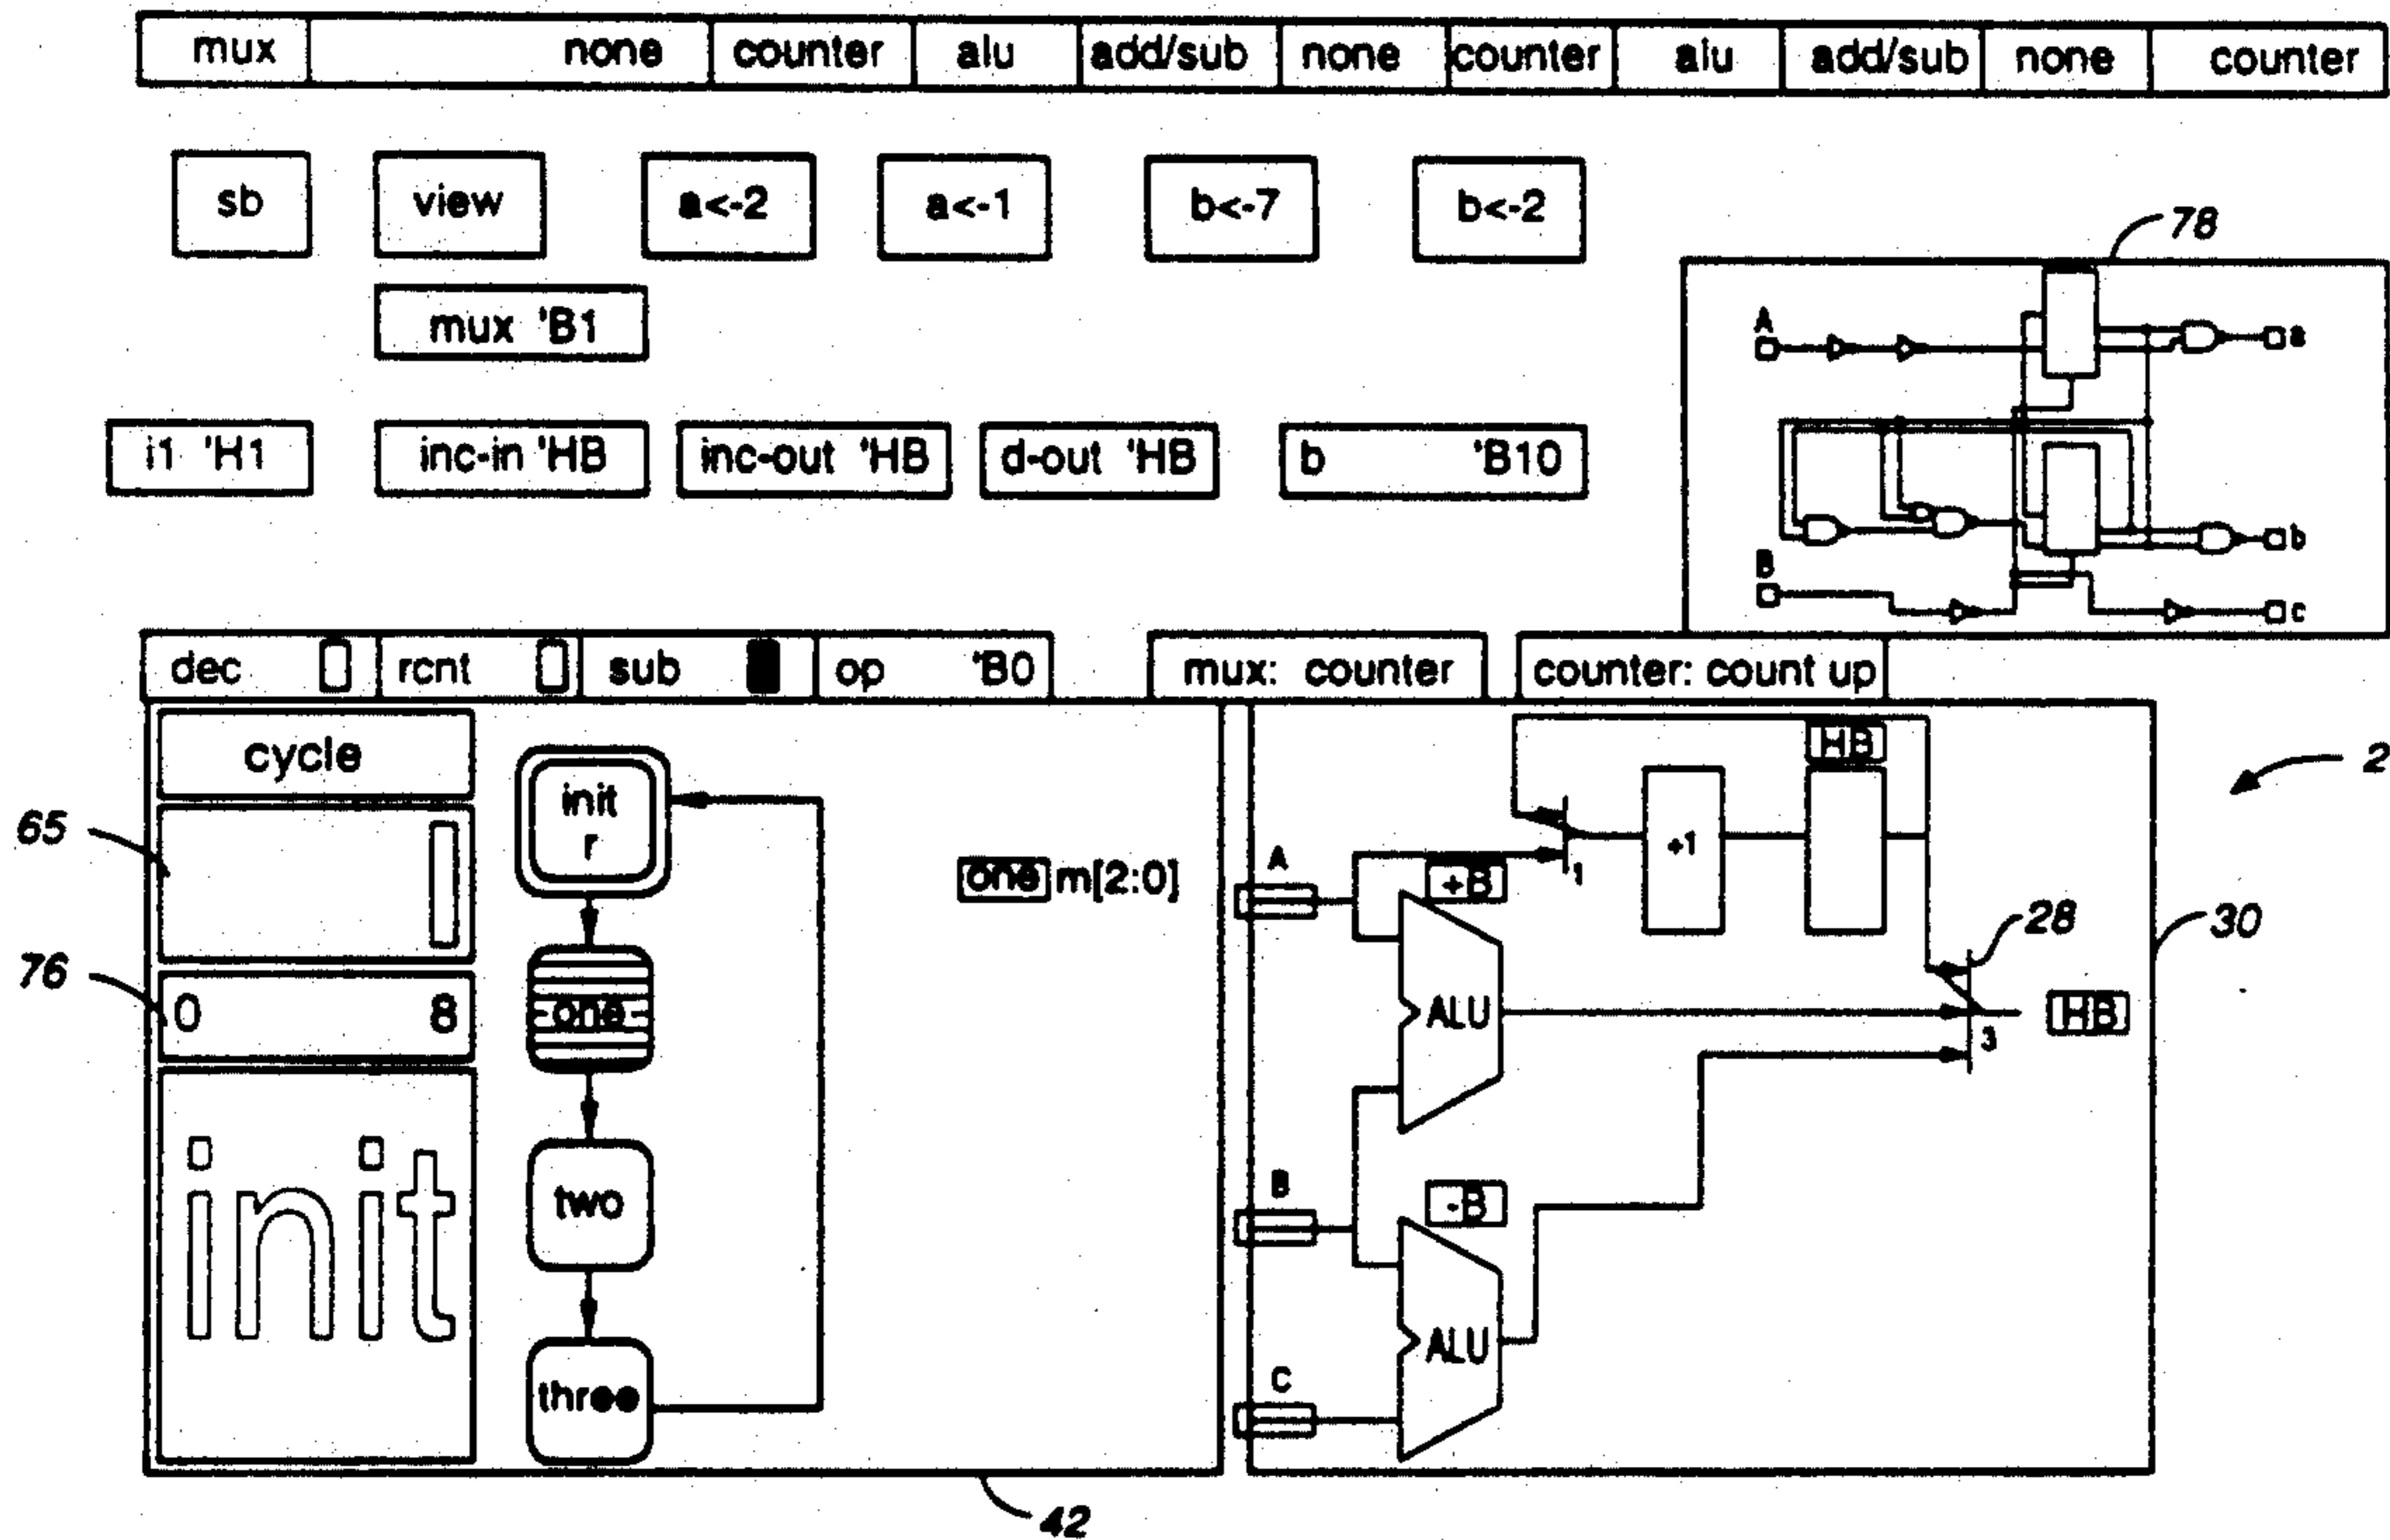 mux none counter alu add/sub none counter alu add/sub none counter
sb view a<-2 a<-1 b<-7 b<-2
78
mux 'B1
A a
i1 'H1 inc-in 'HB inc-out 'HB d-out 'HB b 'B10
b
B
c
dec rcnt sub op 'B0 mux: counter counter: count up
cycle
HB
2
init
r
+1
65
one m[2:0]
A
+B
1
28
30
76
0 8
one
ALU
HB
3
init
two
B
-B
three
ALU
C
42